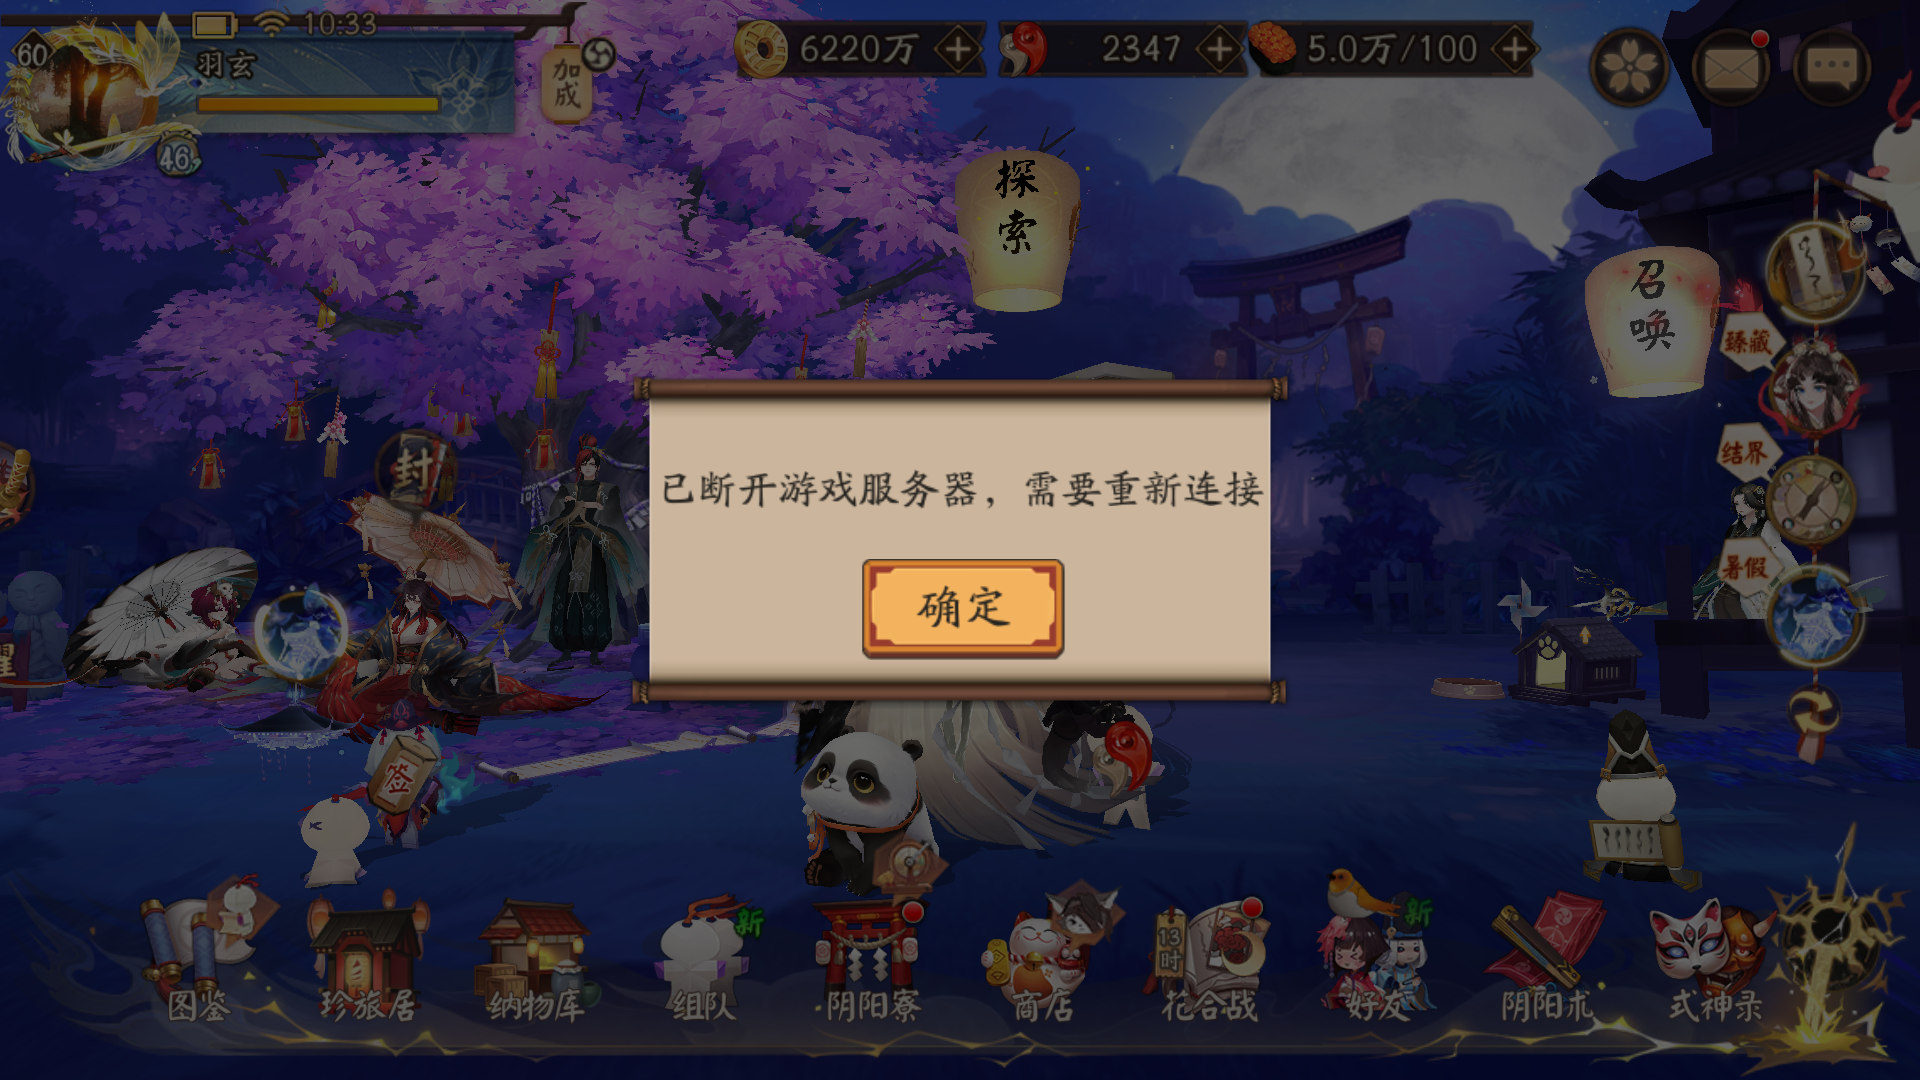 10:33
60
羽玄
46
加成
6220万
2347
5.0万/100
探索
召唤
臻藏
结界
暑假
封
已断开游戏服务器，需要重新连接
确定
签
新
13时
新
图鉴
珍旅居
纳物库
组队
阴阳寮
商店
花合战
好友
阴阳术
式神录